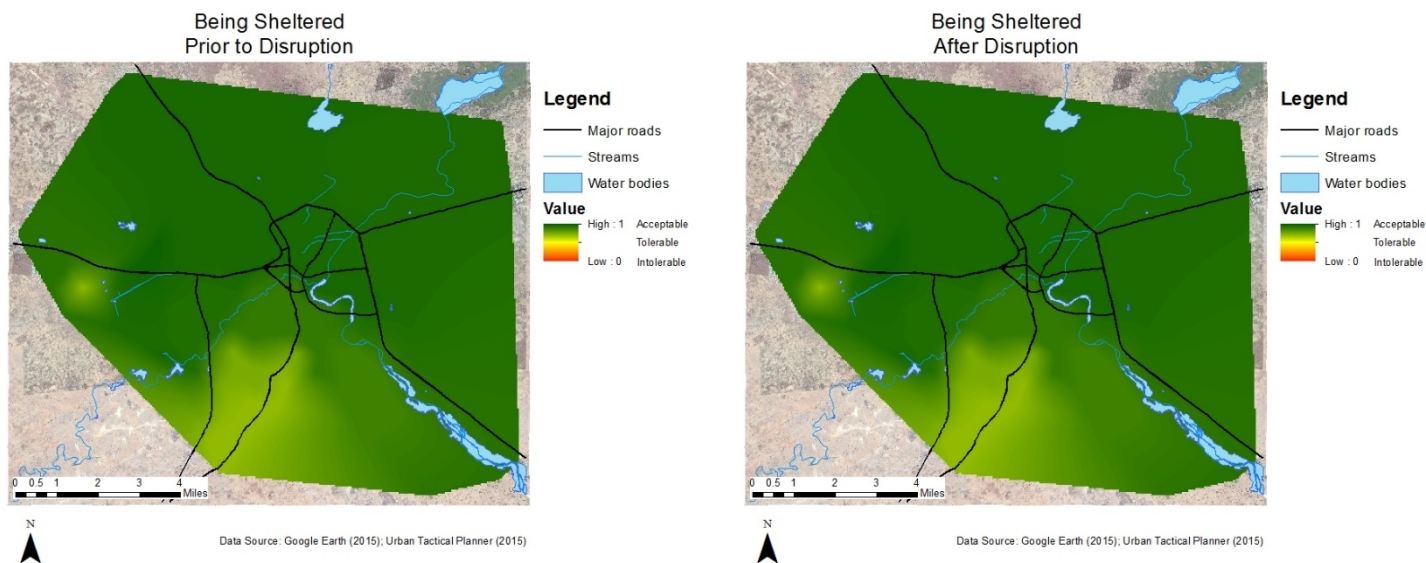 Being Sheltered
Prior to Disruption
Legend
Major roads
Streams
Water bodies
Value
High : 1 Acceptable
Tolerable
Low : 0 Intolerable
0 0.5 1 2 3 4
Miles
N
Data Source: Google Earth (2015); Urban Tactical Planner (2015)
Being Sheltered
After Disruption
Legend
Major roads
Streams
Water bodies
Value
High : 1 Acceptable
Tolerable
Low : 0 Intolerable
0 0.5 1 2 3 4
Miles
N
Data Source: Google Earth (2015); Urban Tactical Planner (2015)